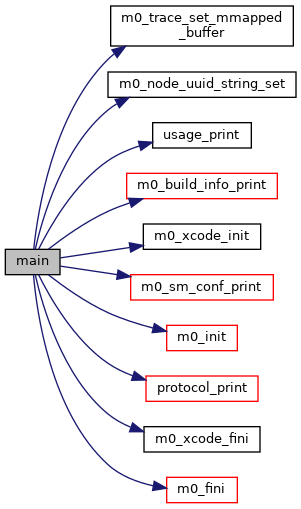 m0_trace_set_mmapped
_buffer
m0_node_uuid_string_set
usage_print
m0_build_info_print
m0_xcode_init
main
m0_sm_conf_print
m0_init
protocol_print
m0_xcode_fini
m0_fini